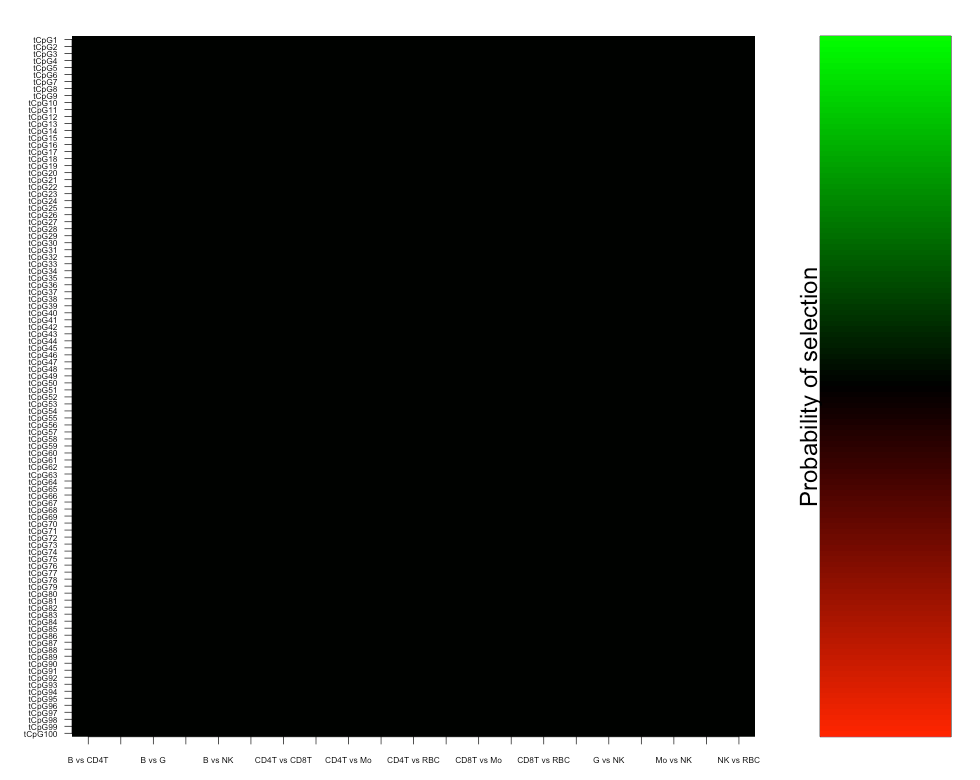 tCpG1
tCpG2
tCpG3
tCpG4
tCpG5
tCpG6
tCpG7
tCpG8
tCpG9
tCpG10
tCpG11
tCpG12
tCpG13
tCpG14
tCpG15
tCpG16
tCpG17
tCpG18
tCpG19
tCpG20
tCpG21
tCpG22
tCpG23
tCpG24
tCpG25
tCpG26
tCpG27
tCpG28
tCpG29
tCpG30
tCpG31
tCpG32
tCpG33
tCpG34
tCpG35
tCpG36
tCpG37
tCpG38
tCpG39
tCpG40
tCpG41
tCpG42
tCpG43
tCpG44
tCpG45
tCpG46
tCpG47
tCpG48
tCpG49
tCpG50
tCpG51
tCpG52
tCpG53
tCpG54
tCpG55
tCpG56
tCpG57
tCpG58
tCpG59
tCpG60
tCpG61
tCpG62
tCpG63
tCpG64
tCpG65
tCpG66
tCpG67
tCpG68
tCpG69
tCpG70
tCpG71
tCpG72
tCpG73
tCpG74
tCpG75
tCpG76
tCpG77
tCpG78
tCpG79
tCpG80
tCpG81
tCpG82
tCpG83
tCpG84
tCpG85
tCpG86
tCpG87
tCpG88
tCpG89
tCpG90
tCpG91
tCpG92
tCpG93
tCpG94
tCpG95
tCpG96
tCpG97
tCpG98
tCpG99
tCpG100
B vs CD4T
B vs G
B vs NK
CD4T vs CD8T
CD4T vs Mo
CD4T vs RBC
CD8T vs Mo
CD8T vs RBC
G vs NK
Mo vs NK
NK vs RBC
Probability of selection